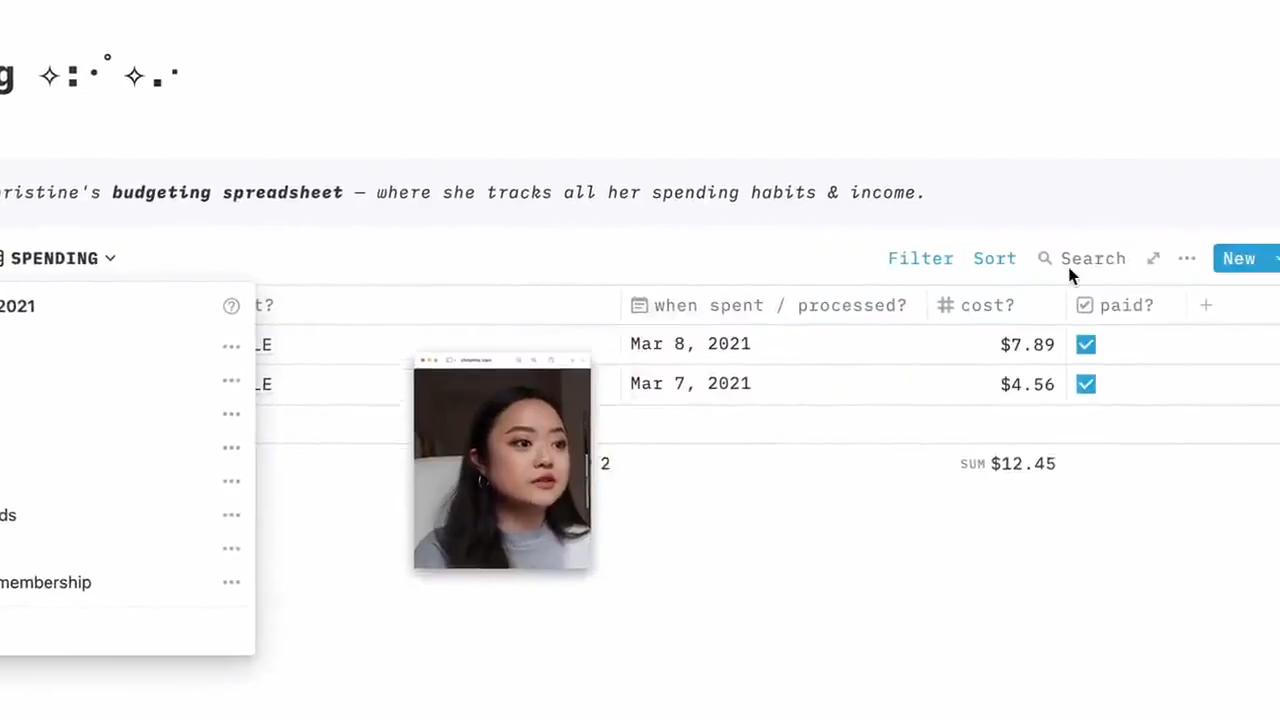 g ✧:･ﾟ✧.･
ristine's budgeting spreadsheet — where she tracks all her spending habits & income.
SPENDING Filter Sort Search ••• New
2021
t? when spent / processed? # cost? paid? +
LE Mar 8, 2021 $7.89
LE Mar 7, 2021 $4.56
2 SUM $12.45
ds
membership